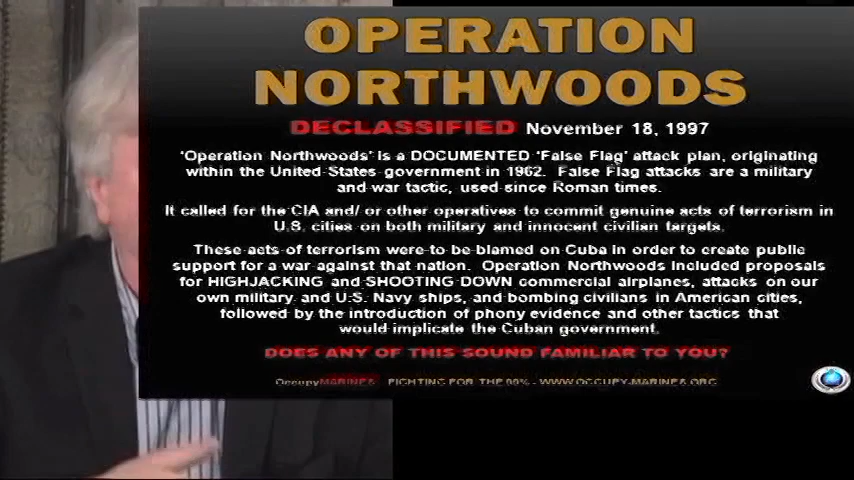 OPERATION
NORTHWOODS
DECLASSIFIED November 18, 1997
'Operation Northwoods' is a DOCUMENTED 'False Flag' attack plan, originating
within the United States government in 1962. False Flag attacks are a military
and war tactic, used since Roman times.
It called for the CIA and/ or other operatives to commit genuine acts of terrorism in
U.S. cities on both military and innocent civilian targets.
These acts of terrorism were to be blamed on Cuba in order to create public
support for a war against that nation. Operation Northwoods included proposals
for HIGHJACKING and SHOOTING DOWN commercial airplanes, attacks on our
own military and U.S. Navy ships, and bombing civilians in American cities,
followed by the introduction of phony evidence and other tactics that
would implicate the Cuban government.
DOES ANY OF THIS SOUND FAMILIAR TO YOU?
OccupyMARINES FIGHTING FOR THE 99% - WWW.OCCUPYMARINES.ORG